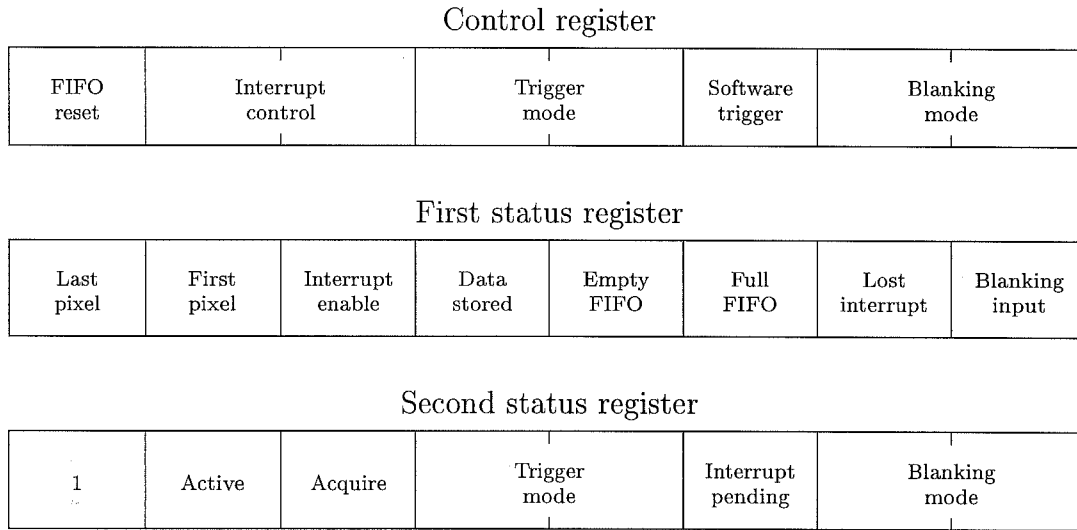 Control register
FIFO reset
Interrupt control
Trigger mode
Software trigger
Blanking mode
First status register
Last pixel
First pixel
Interrupt enable
Data stored
Empty FIFO
Full FIFO
Lost interrupt
Blanking input
Second status register
1
Active
Acquire
Trigger mode
Interrupt pending
Blanking mode